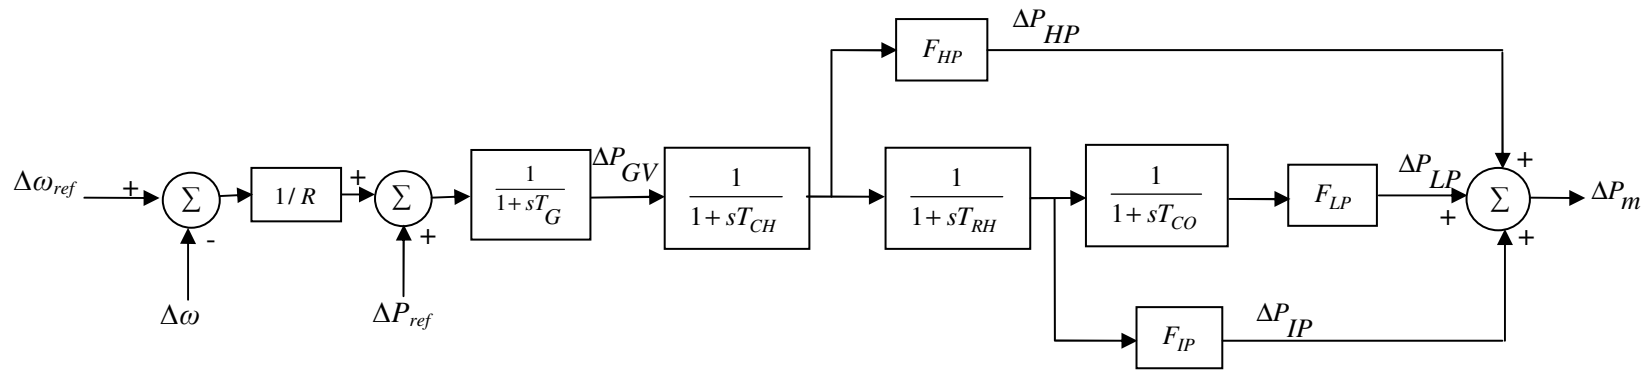 Δω_ref
+
Σ
-
Δω
1 / R
+
Σ
+
ΔP_ref
1
1 + sT_G
ΔP_GV
1
1 + sT_CH
F_HP
ΔP_HP
1
1 + sT_RH
1
1 + sT_CO
F_LP
ΔP_LP
F_IP
ΔP_IP
+
+
+
Σ
ΔP_m